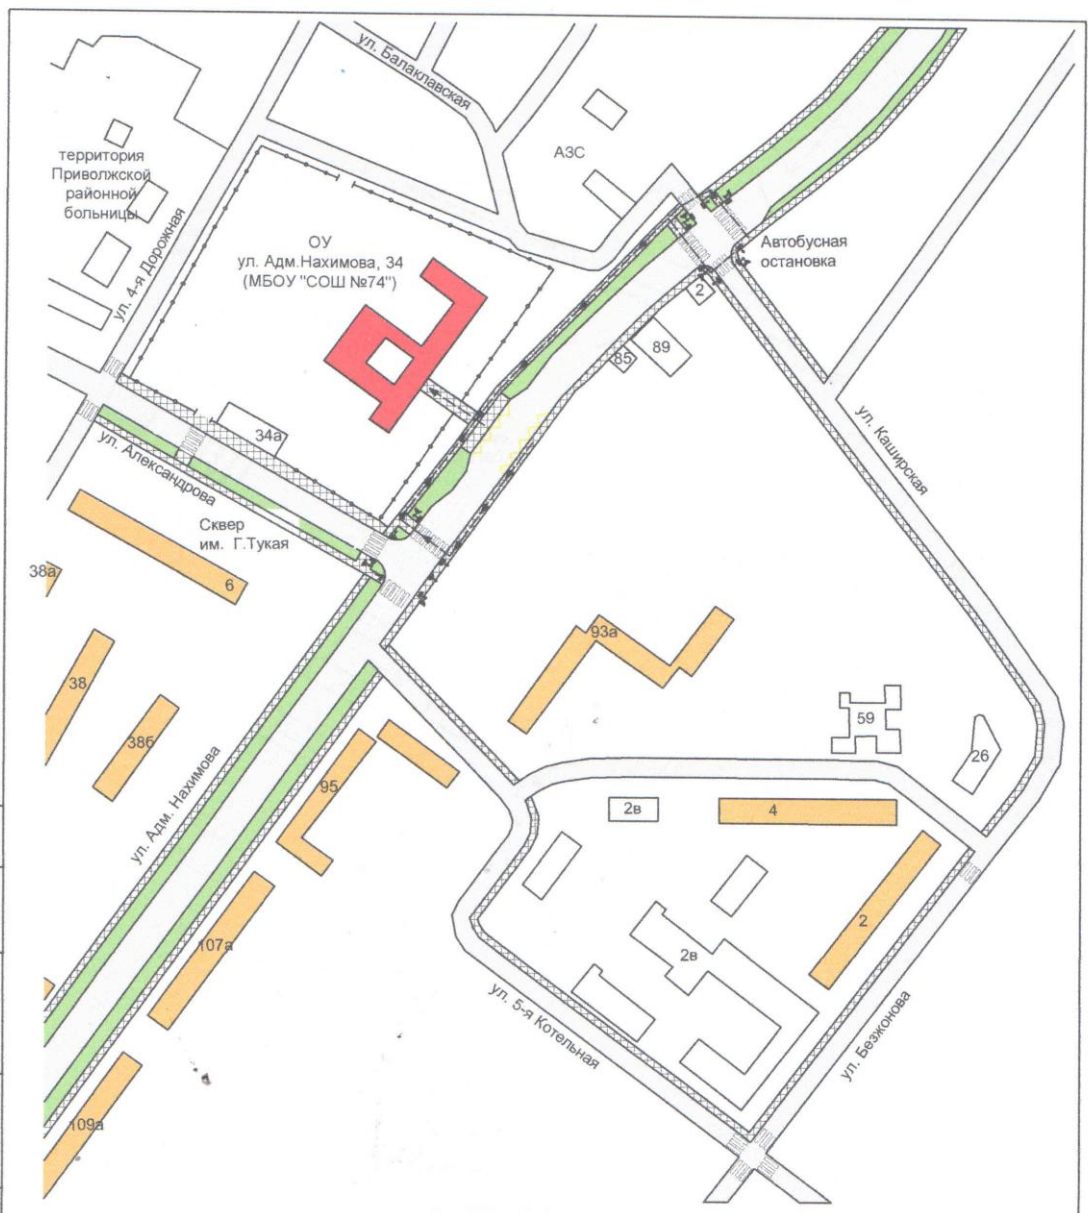 ул. Балаклавская
АЗС
территория
Приволжской
районной
больницы
ул. 4-я Дорожная
ОУ
ул. Адм.Нахимова, 34
(МБОУ "СОШ №74")
Автобусная
остановка
2
89
85
34а
ул. Александрова
ул. Каширская
Сквер
им. Г.Тукая
38а
6
93а
38
38б
59
26
ул. Адм. Нахимова
95
2в
4
2
107а
2в
ул. 5-я Котельная
ул. Безжонова
109а